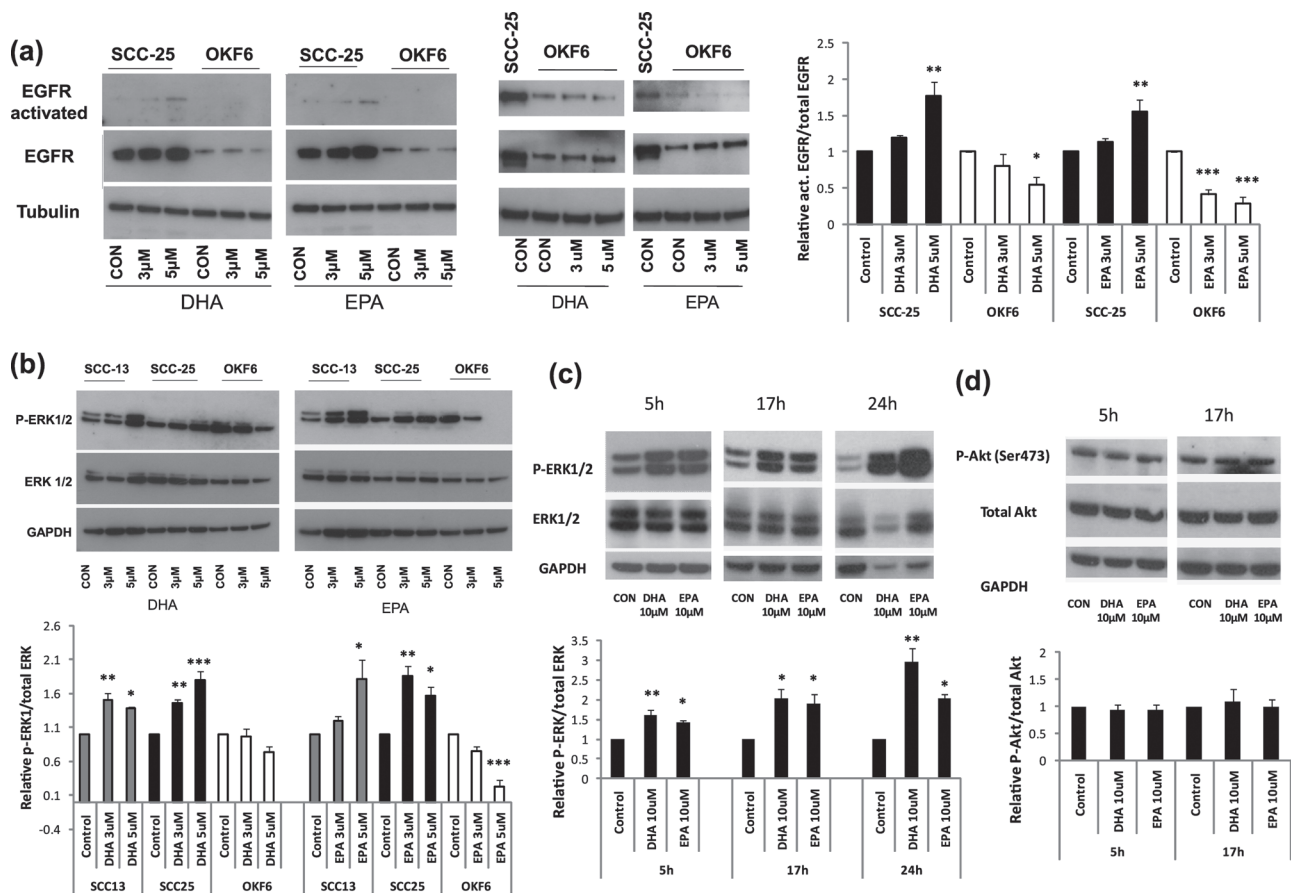 (a)
SCC-25 OKF6 SCC-25 OKF6
SCC-25 OKF6 SCC-25 OKF6
EGFR
activated
EGFR
Tubulin
CON 3µM 5µM CON 3µM 5µM CON 3µM 5µM CON 3µM 5µM
DHA EPA
CON CON 3 uM 5 uM CON CON 3 uM 5 uM
DHA EPA
Relative act. EGFR/total EGFR
2.5
2
1.5
1
0.5
0
** * ** *** ***
Control DHA 3uM DHA 5uM Control DHA 3uM DHA 5uM Control EPA 3uM EPA 5uM Control EPA 3uM EPA 5uM
SCC-25 OKF6 SCC-25 OKF6
(b)
SCC-13 SCC-25 OKF6 SCC-13 SCC-25 OKF6
P-ERK1/2
ERK 1/2
GAPDH
CON 3µM 5µM CON 3µM 5µM CON 3µM 5µM CON 3µM 5µM CON 3µM 5µM CON 3µM 5µM
DHA EPA
Relative p-ERK1/total ERK
2.6
2.1
1.6
1.1
0.6
0.1
-0.4
** * ** *** * ** * ***
Control DHA 3uM DHA 5uM Control DHA 3uM DHA 5uM Control DHA 3uM DHA 5uM Control EPA 3uM EPA 5uM Control EPA 3uM EPA 5uM Control EPA 3uM EPA 5uM
SCC13 SCC25 OKF6 SCC13 SCC25 OKF6
(c)
5h 17h 24h
P-ERK1/2
ERK1/2
GAPDH
CON DHA EPA CON DHA EPA CON DHA EPA
10µM 10µM 10µM 10µM 10µM 10µM
Relative P-ERK/total ERK
3.5
3
2.5
2
1.5
1
0.5
0
** * * * ** *
Control DHA 10uM EPA 10uM Control DHA 10uM EPA 10uM Control DHA 10uM EPA 10uM
5h 17h 24h
(d)
5h 17h
P-Akt (Ser473)
Total Akt
GAPDH
CON DHA EPA CON DHA EPA
10µM 10µM 10µM 10µM
Relative P-Akt/total Akt
2
1.5
1
0.5
0
Control DHA 10uM EPA 10uM Control DHA 10uM EPA 10uM
5h 17h